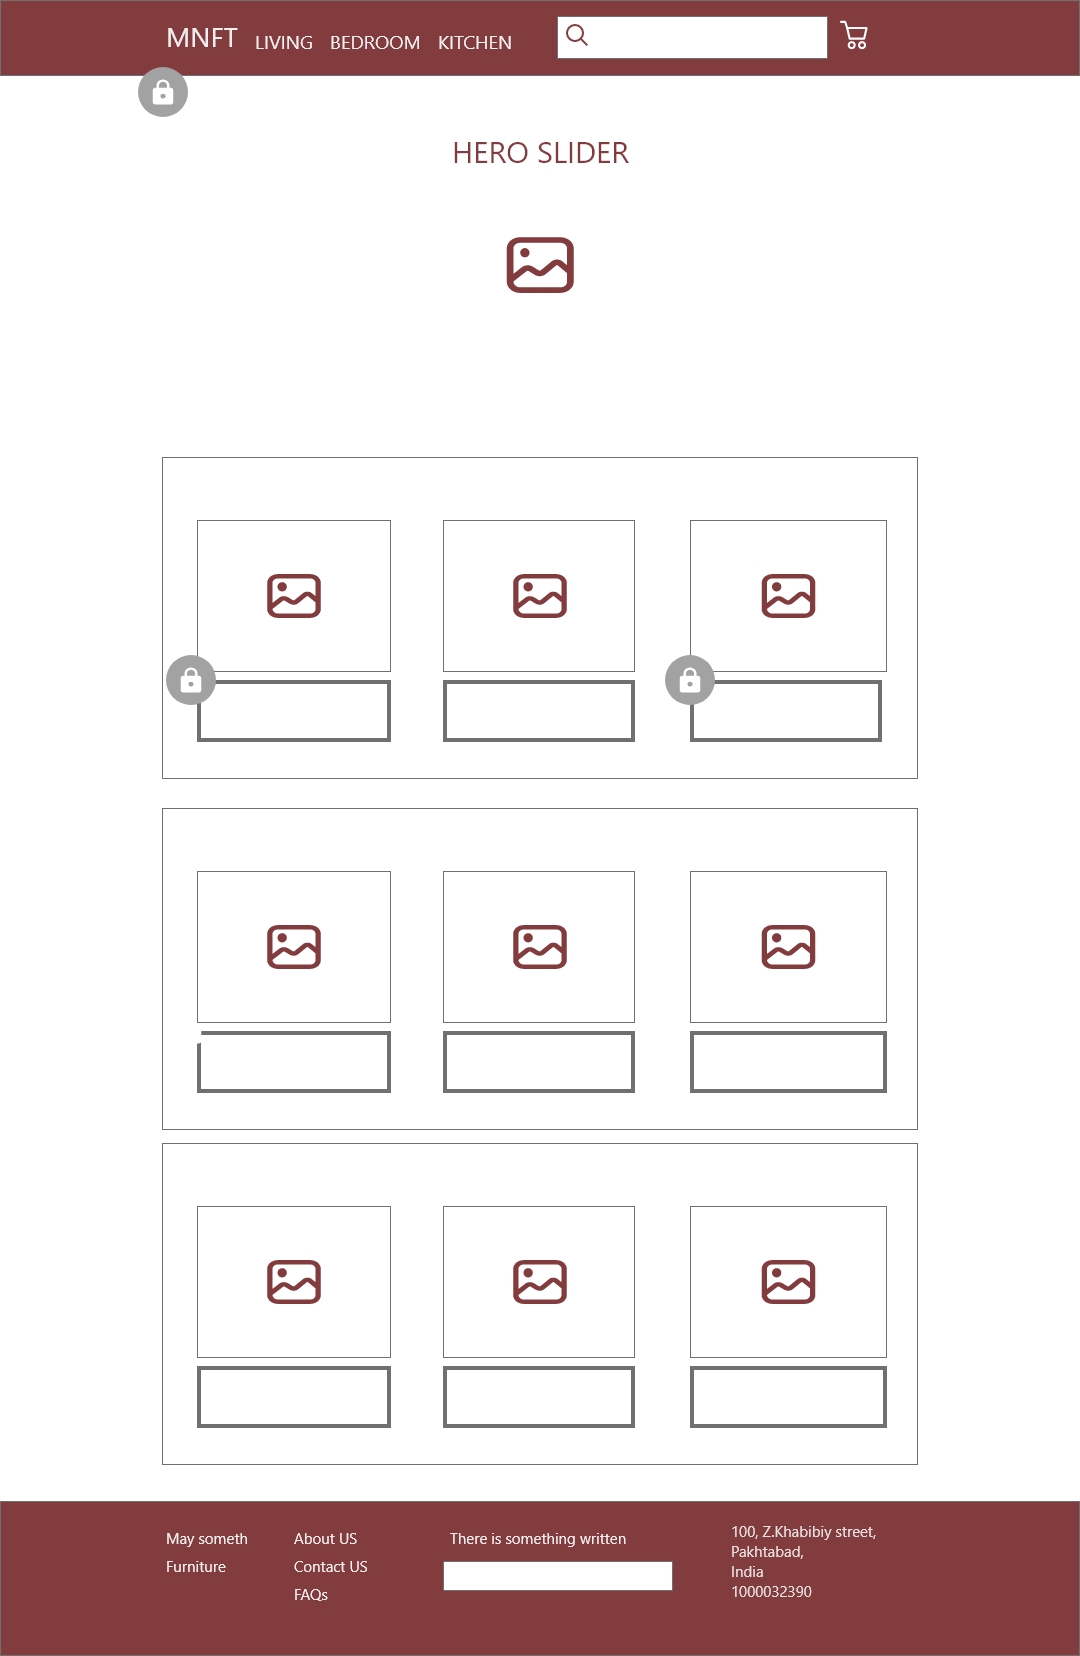 MNFT LIVING BEDROOM KITCHEN
HERO SLIDER
May someth
Furniture
About US
Contact US
FAQs
There is something written
100, Z.Khabibiy street,
Pakhtabad,
India
1000032390